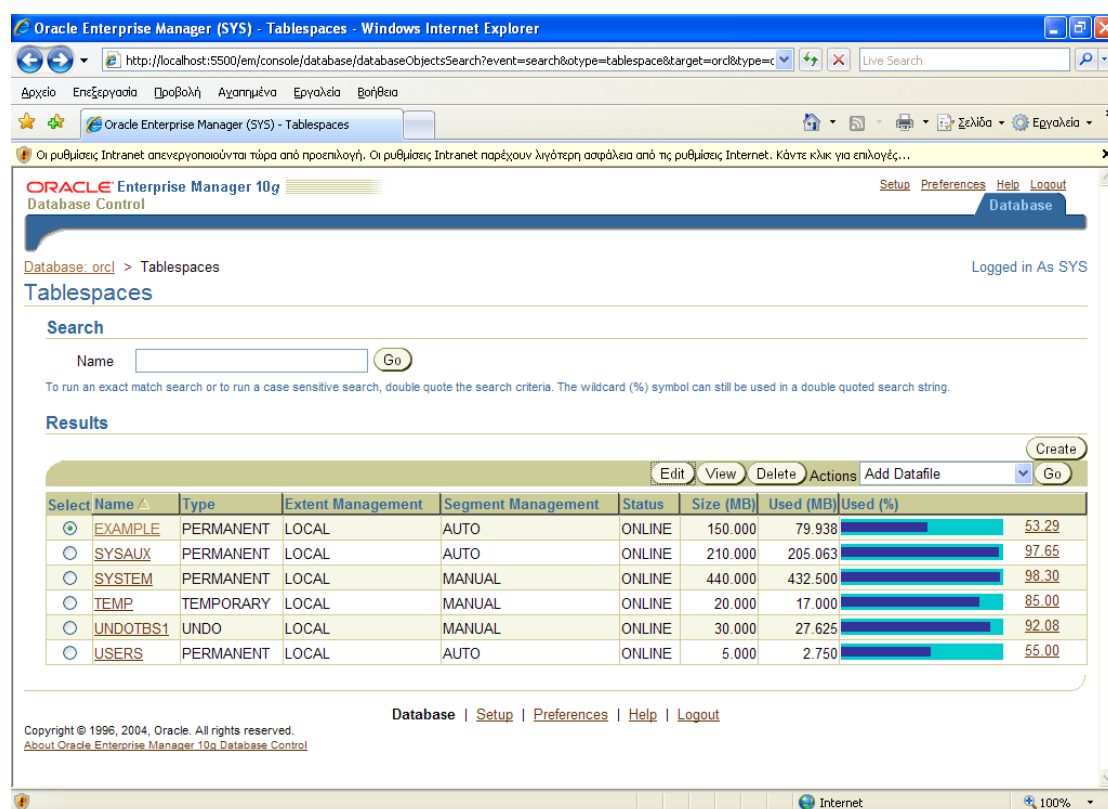 Oracle Enterprise Manager (SYS) - Tablespaces - Windows Internet Explorer
http://localhost:5500/em/console/database/databaseObjectsSearch?event=search&otype=tablespace&target=orcl&type=c
Live Search
Αρχείο Επεξεργασία Προβολή Αγαπημένα Εργαλεία Βοήθεια
Oracle Enterprise Manager (SYS) - Tablespaces
Σελίδα Εργαλεία
Οι ρυθμίσεις Intranet απενεργοποιούνται τώρα από προεπιλογή. Οι ρυθμίσεις Intranet παρέχουν λιγότερη ασφάλεια από τις ρυθμίσεις Internet. Κάντε κλικ για επιλογές...
ORACLE Enterprise Manager 10g
Database Control
Setup Preferences Help Logout
Database
Database: orcl > Tablespaces
Logged in As SYS
Tablespaces
Search
Name Go
To run an exact match search or to run a case sensitive search, double quote the search criteria. The wildcard (%) symbol can still be used in a double quoted search string.
Results
Create
Edit View Delete Actions Add Datafile Go
Select Name Type Extent Management Segment Management Status Size (MB) Used (MB) Used (%)
EXAMPLE PERMANENT LOCAL AUTO ONLINE 150.000 79.938 53.29
SYSAUX PERMANENT LOCAL AUTO ONLINE 210.000 205.063 97.65
SYSTEM PERMANENT LOCAL MANUAL ONLINE 440.000 432.500 98.30
TEMP TEMPORARY LOCAL MANUAL ONLINE 20.000 17.000 85.00
UNDOTBS1 UNDO LOCAL MANUAL ONLINE 30.000 27.625 92.08
USERS PERMANENT LOCAL AUTO ONLINE 5.000 2.750 55.00
Database | Setup | Preferences | Help | Logout
Copyright © 1996, 2004, Oracle. All rights reserved.
About Oracle Enterprise Manager 10g Database Control
Internet
100%